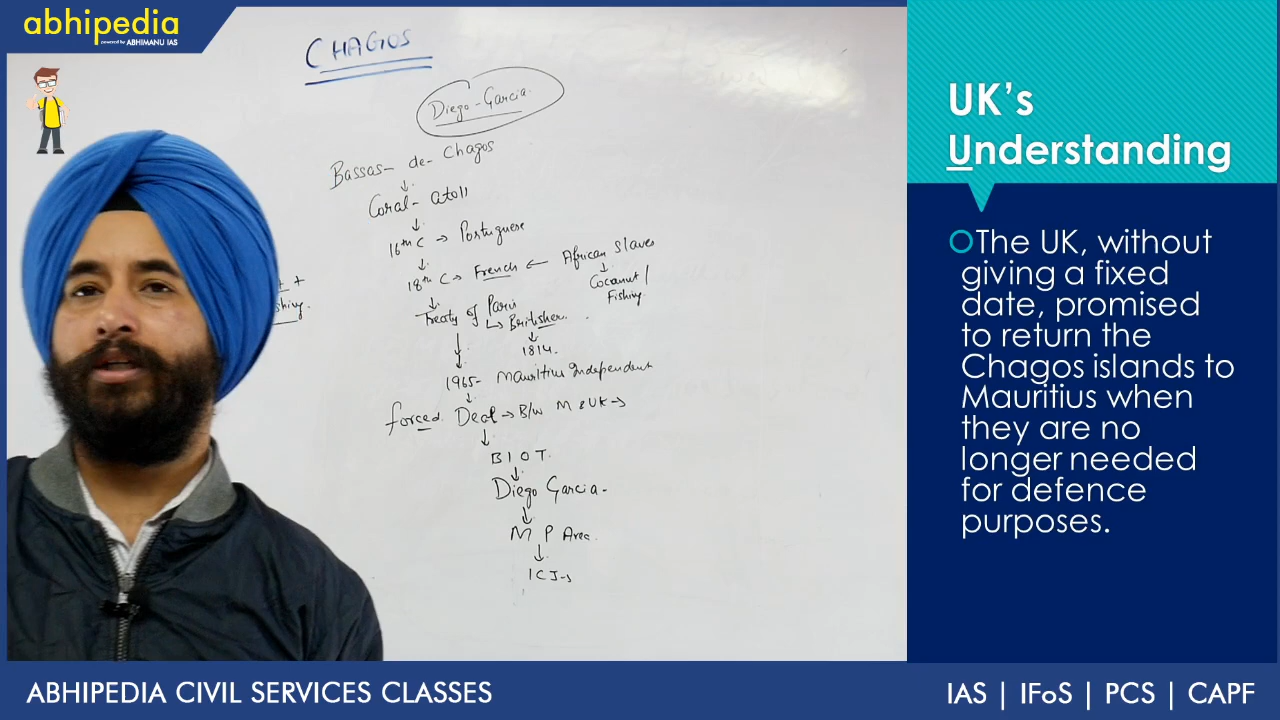 abhipedia
powered by ABHIMANU IAS
CHAGOS
Diego-Garcia.
Bassas- de- Chagos
Coral- atoll
16th C → Portuguese
18th C → French ← African Slaves
Coconut/
Fishing.
Treaty of Paris
↳ Britisher.
1814.
1965- Mauritius Independent
forced Deal → B/w M & UK →
BIOT.
Diego Garcia-
M P Area.
ICJ→
UK's
Understanding
The UK, without
giving a fixed
date, promised
to return the
Chagos islands to
Mauritius when
they are no
longer needed
for defence
purposes.
ABHIPEDIA CIVIL SERVICES CLASSES
IAS | IFoS | PCS | CAPF